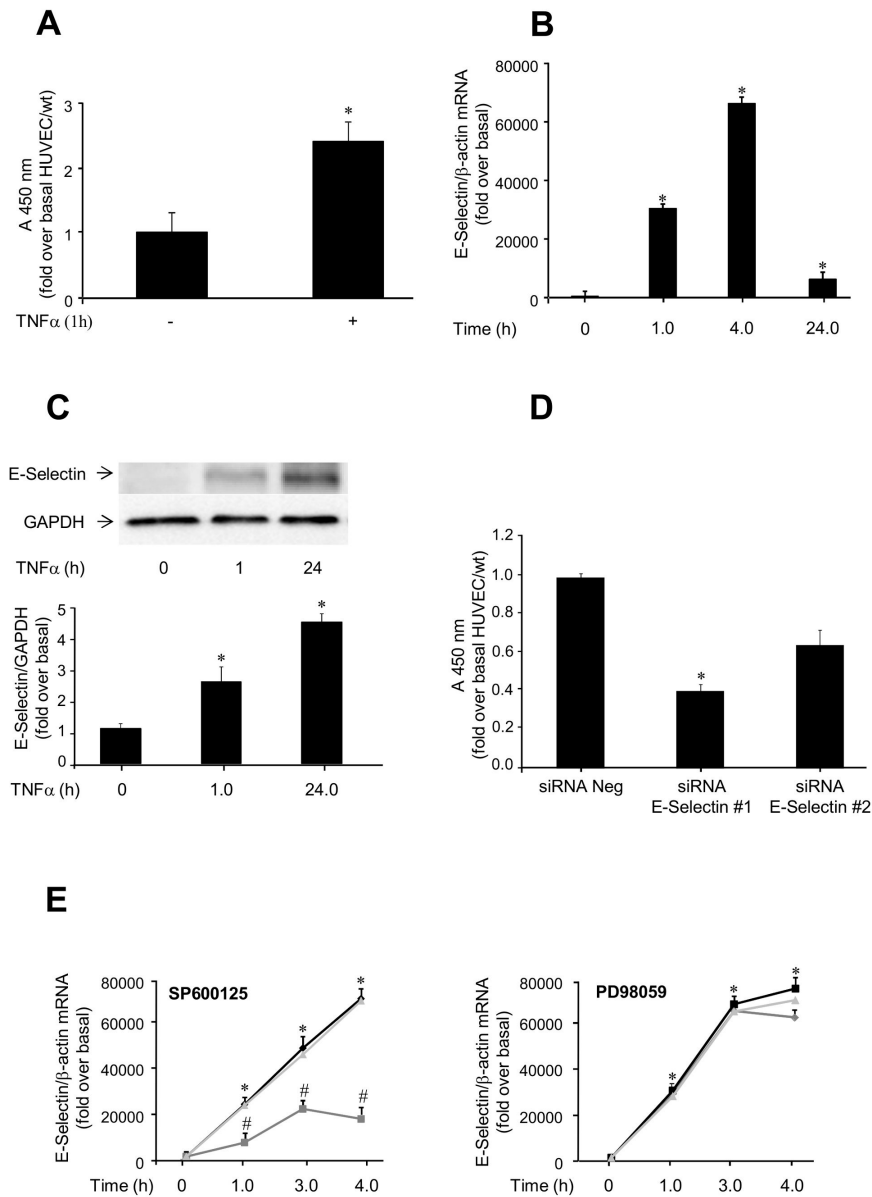 A
A 450 nm
(fold over basal HUVEC/wt)
3
2
1
0
*
TNFα (1h)
-
+
B
E-Selectin/β-actin mRNA
(fold over basal)
80000
60000
40000
20000
0
*
*
*
Time (h)
0
1.0
4.0
24.0
C
E-Selectin
GAPDH
TNFα (h)
0
1
24
E-Selectin/GAPDH
(fold over basal)
5
4
3
2
1
0
*
*
TNFα (h)
0
1.0
24.0
D
A 450 nm
(fold over basal HUVEC/wt)
1.2
1.0
0.8
0.6
0.4
0.2
0.0
*
siRNA Neg
siRNA
E-Selectin #1
siRNA
E-Selectin #2
E
E-Selectin/β-actin mRNA
(fold over basal)
80000
60000
40000
20000
0
SP600125
*
*
*
#
#
#
Time (h)
0
1.0
3.0
4.0
E-Selectin/β-actin mRNA
(fold over basal)
80000
60000
40000
20000
0
PD98059
*
*
*
Time (h)
0
1.0
3.0
4.0